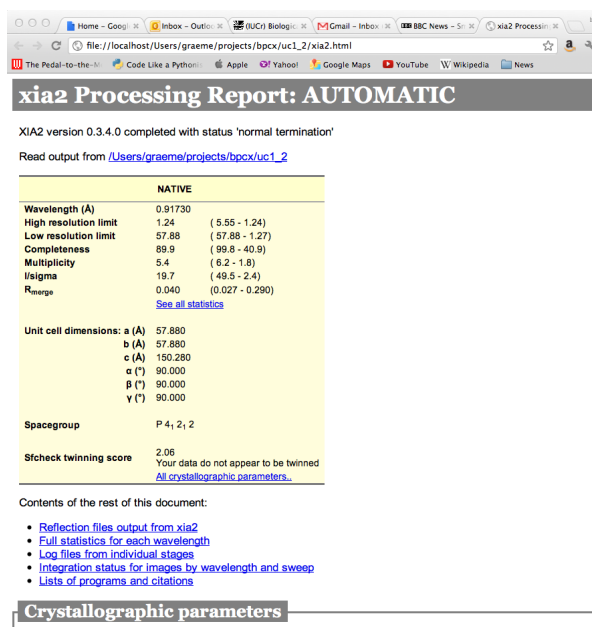 Home – Googl
Inbox – Outlo
(IUCr) Biologic
Gmail – Inbox
BBC News – Sn
xia2 Processing
file://localhost/Users/graeme/projects/bpcx/uc1_2/xia2.html
The Pedal-to-the-M
Code Like a Pythonis
Apple
Yahoo!
Google Maps
YouTube
Wikipedia
News
xia2 Processing Report: AUTOMATIC
XIA2 version 0.3.4.0 completed with status 'normal termination'
Read output from /Users/graeme/projects/bpcx/uc1_2
NATIVE
Wavelength (Å) 0.91730
High resolution limit 1.24 ( 5.55 - 1.24)
Low resolution limit 57.88 ( 57.88 - 1.27)
Completeness 89.9 ( 99.8 - 40.9)
Multiplicity 5.4 ( 6.2 - 1.8)
I/sigma 19.7 ( 49.5 - 2.4)
Rmerge 0.040 (0.027 - 0.290)
See all statistics
Unit cell dimensions: a (Å) 57.880
b (Å) 57.880
c (Å) 150.280
α (°) 90.000
β (°) 90.000
γ (°) 90.000
Spacegroup P 4₁ 2₁ 2
Sfcheck twinning score 2.06
Your data do not appear to be twinned
All crystallographic parameters..
Contents of the rest of this document:
• Reflection files output from xia2
• Full statistics for each wavelength
• Log files from individual stages
• Integration status for images by wavelength and sweep
• Lists of programs and citations
Crystallographic parameters